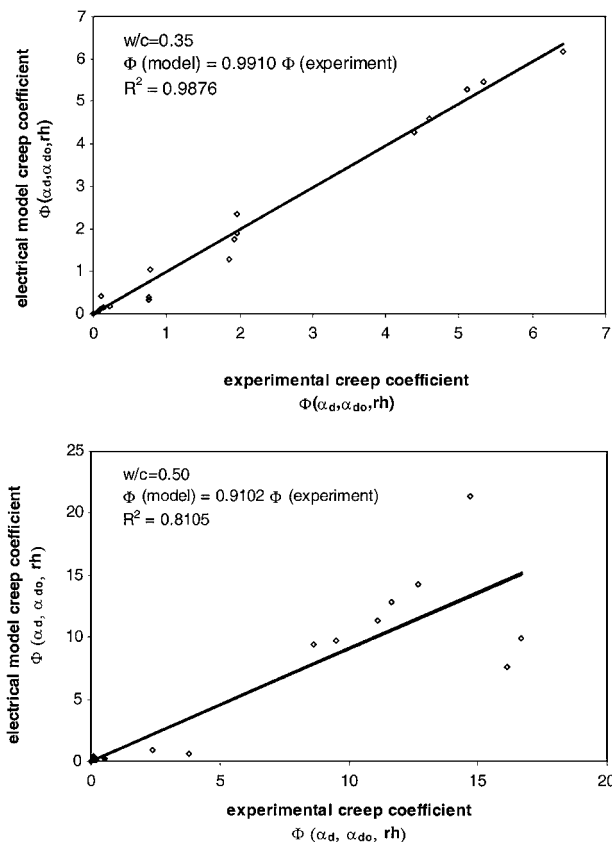 7
6
5
4
3
2
1
0
electrical model creep coefficient
Φ(αd,αdo,rh)
w/c=0.35
Φ (model) = 0.9910 Φ (experiment)
R² = 0.9876
0 1 2 3 4 5 6 7
experimental creep coefficient
Φ(αd,αdo,rh)
25
20
15
10
5
0
electrical model creep coefficient
Φ (αd, αdo, rh)
w/c=0.50
Φ (model) = 0.9102 Φ (experiment)
R² = 0.8105
0 5 10 15 20
experimental creep coefficient
Φ (αd, αdo, rh)